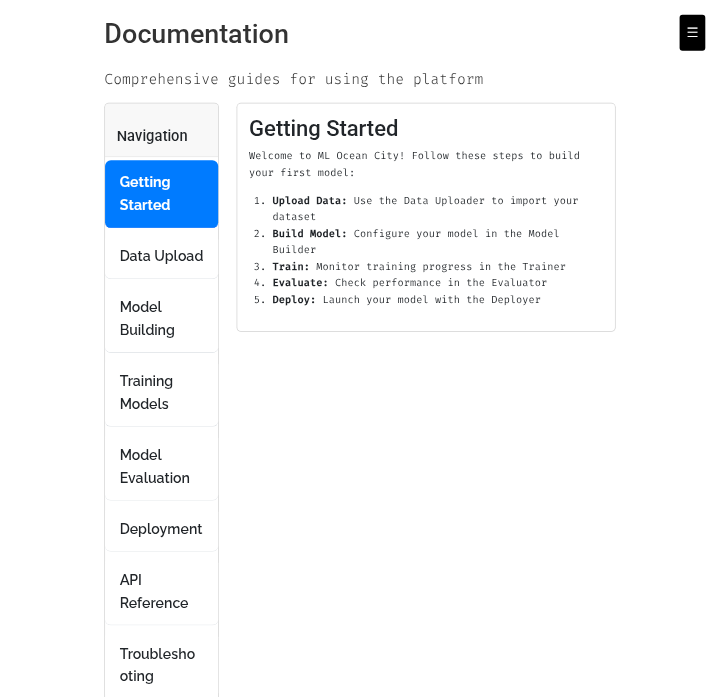 Documentation
☰
Comprehensive guides for using the platform
Navigation
Getting
Started
Data Upload
Model
Building
Training
Models
Model
Evaluation
Deployment
API
Reference
Troublesho
oting
Getting Started
Welcome to ML Ocean City! Follow these steps to build
your first model:
1. Upload Data: Use the Data Uploader to import your
dataset
2. Build Model: Configure your model in the Model
Builder
3. Train: Monitor training progress in the Trainer
4. Evaluate: Check performance in the Evaluator
5. Deploy: Launch your model with the Deployer